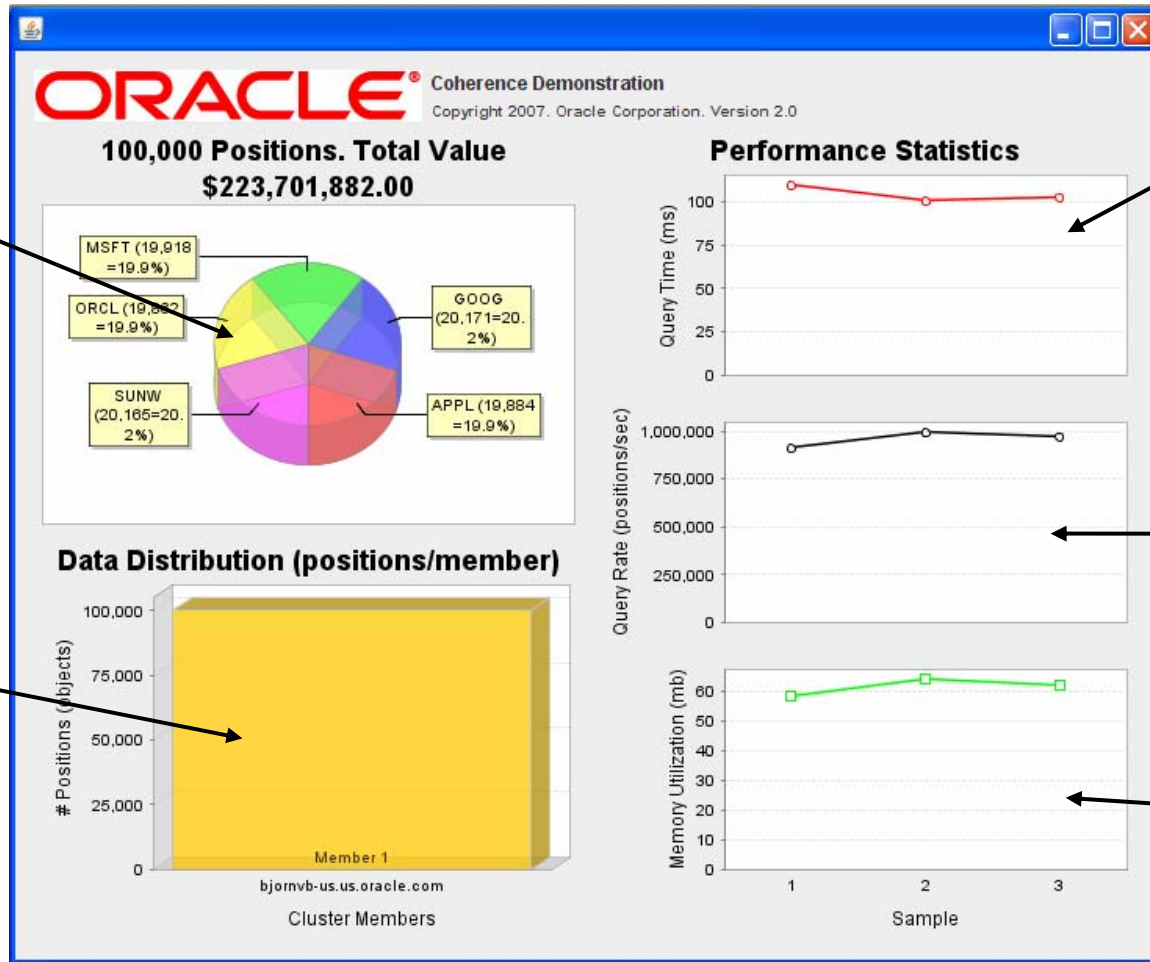 ORACLE®
Coherence Demonstration
Copyright 2007. Oracle Corporation. Version 2.0
100,000 Positions. Total Value
$223,701,882.00
MSFT (19,918
=19.9%)
ORCL (19,862
=19.9%)
SUNW
(20,165=20.
2%)
GOOG
(20,171=20.
2%)
APPL (19,884
=19.9%)
Data Distribution (positions/member)
# Positions (objects)
100,000
75,000
50,000
25,000
0
Member 1
bjornvb-us.us.oracle.com
Cluster Members
Performance Statistics
Query Time (ms)
100
75
50
25
0
Query Rate (positions/sec)
1,000,000
750,000
500,000
250,000
0
Memory Utilization (mb)
60
50
40
30
20
10
0
1
2
3
Sample